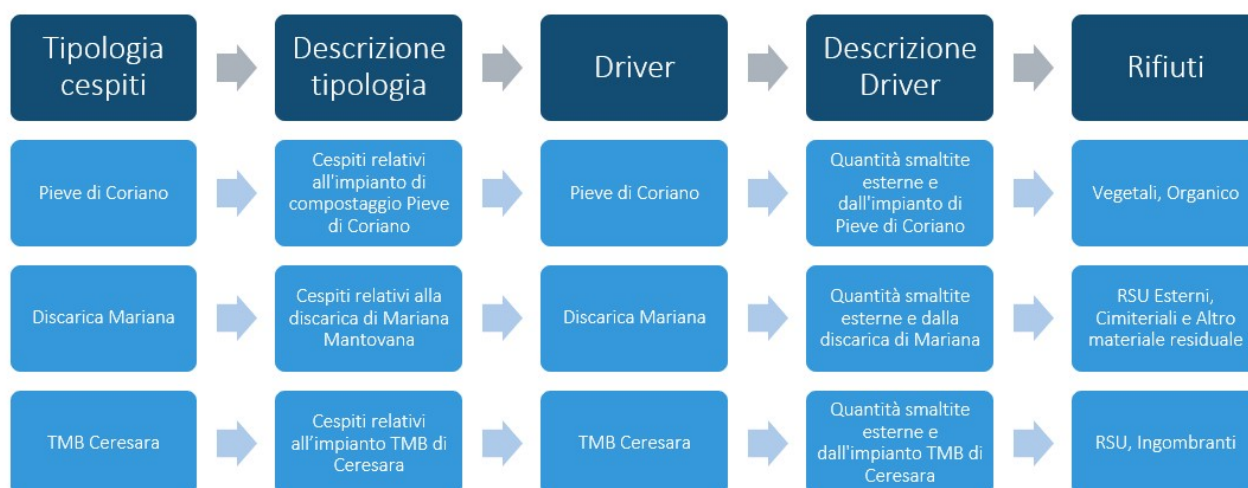 Tipologia
cespiti
Descrizione
tipologia
Driver
Descrizione
Driver
Rifiuti
Pieve di Coriano
Cespiti relativi
all'impianto di
compostaggio Pieve
di Coriano
Pieve di Coriano
Quantità smaltite
esterne e
dall'impianto di
Pieve di Coriano
Vegetali, Organico
Discarica Mariana
Cespiti relativi alla
discarica di Mariana
Mantovana
Discarica Mariana
Quantità smaltite
esterne e dalla
discarica di Mariana
RSU Esterni,
Cimiteriali e Altro
materiale residuale
TMB Ceresara
Cespiti relativi
all'impianto TMB di
Ceresara
TMB Ceresara
Quantità smaltite
esterne e
dall'impianto TMB di
Ceresara
RSU, Ingombranti